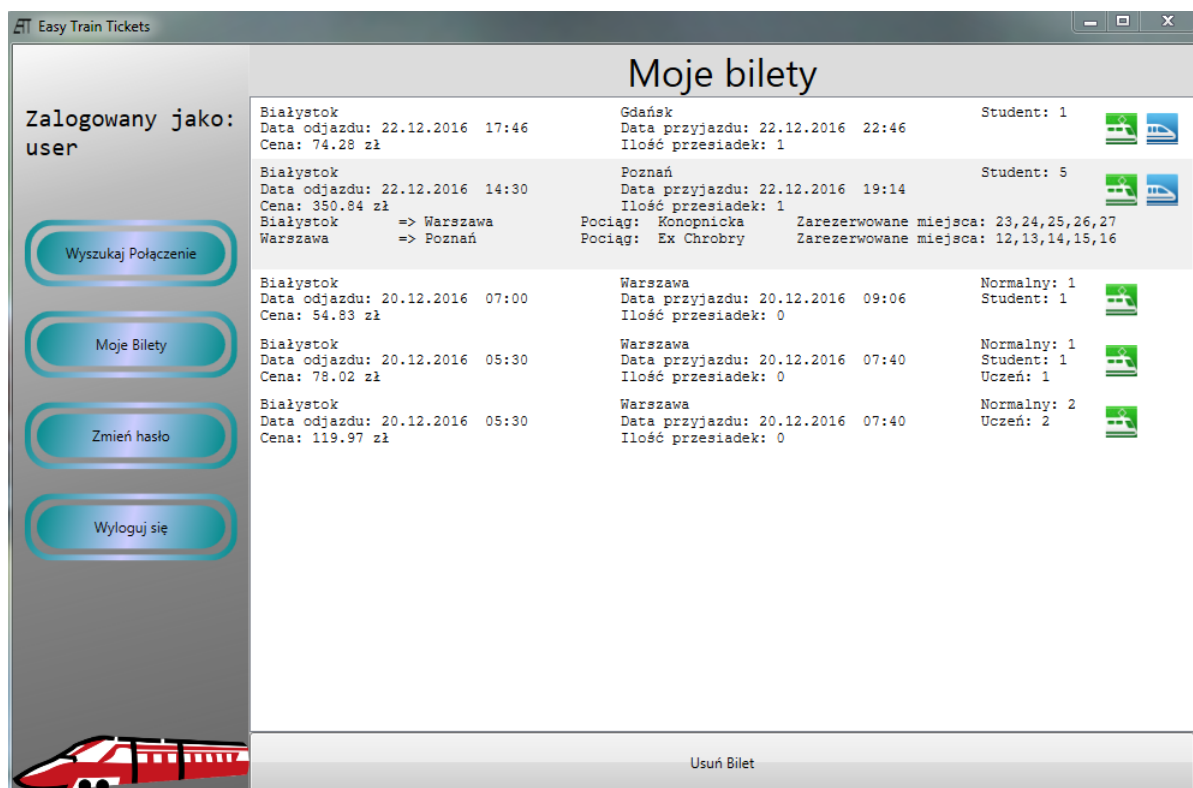 Easy Train Tickets
Moje bilety
Zalogowany jako:
user
Wyszukaj Połączenie
Moje Bilety
Zmień hasło
Wyloguj się
Białystok Gdańsk Student: 1
Data odjazdu: 22.12.2016 17:46 Data przyjazdu: 22.12.2016 22:46
Cena: 74.28 zł Ilość przesiadek: 1
Białystok Poznań Student: 5
Data odjazdu: 22.12.2016 14:30 Data przyjazdu: 22.12.2016 19:14
Cena: 350.84 zł Ilość przesiadek: 1
Białystok => Warszawa Pociąg: Konopnicka Zarezerwowane miejsca: 23,24,25,26,27
Warszawa => Poznań Pociąg: Ex Chrobry Zarezerwowane miejsca: 12,13,14,15,16
Białystok Warszawa Normalny: 1
Data odjazdu: 20.12.2016 07:00 Data przyjazdu: 20.12.2016 09:06 Student: 1
Cena: 54.83 zł Ilość przesiadek: 0
Białystok Warszawa Normalny: 1
Data odjazdu: 20.12.2016 05:30 Data przyjazdu: 20.12.2016 07:40 Student: 1
Cena: 78.02 zł Ilość przesiadek: 0 Uczeń: 1
Białystok Warszawa Normalny: 2
Data odjazdu: 20.12.2016 05:30 Data przyjazdu: 20.12.2016 07:40 Uczeń: 2
Cena: 119.97 zł Ilość przesiadek: 0
Usuń Bilet